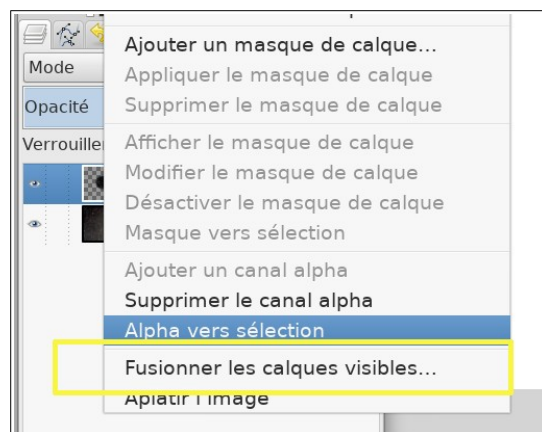 Mode
Opacité
Verrouille
Ajouter un masque de calque...
Appliquer le masque de calque
Supprimer le masque de calque
Afficher le masque de calque
Modifier le masque de calque
Désactiver le masque de calque
Masque vers sélection
Ajouter un canal alpha
Supprimer le canal alpha
Alpha vers sélection
Fusionner les calques visibles...
Aplatir l'image